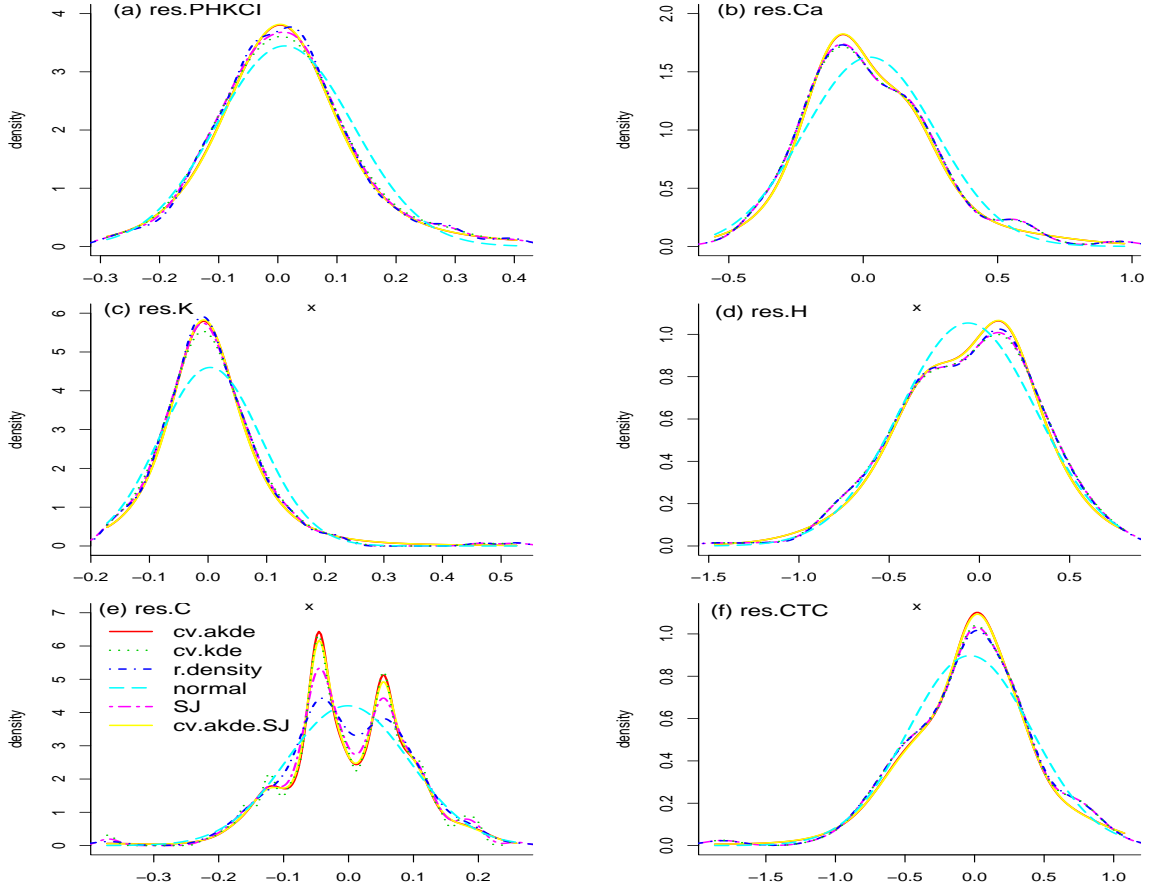 (a) res.PHKCI
density
0 1 2 3 4
−0.3 −0.2 −0.1 0.0 0.1 0.2 0.3 0.4
(b) res.Ca
density
0.0 0.5 1.0 1.5 2.0
−0.5 0.0 0.5 1.0
(c) res.K
x
density
0 1 2 3 4 5 6
−0.2 −0.1 0.0 0.1 0.2 0.3 0.4 0.5
(d) res.H
x
density
0.0 0.2 0.4 0.6 0.8 1.0
−1.5 −1.0 −0.5 0.0 0.5
(e) res.C
x
density
0 1 2 3 4 5 6 7
cv.akde
cv.kde
r.density
normal
SJ
cv.akde.SJ
−0.3 −0.2 −0.1 0.0 0.1 0.2
(f) res.CTC
x
density
0.0 0.2 0.4 0.6 0.8 1.0
−1.5 −1.0 −0.5 0.0 0.5 1.0